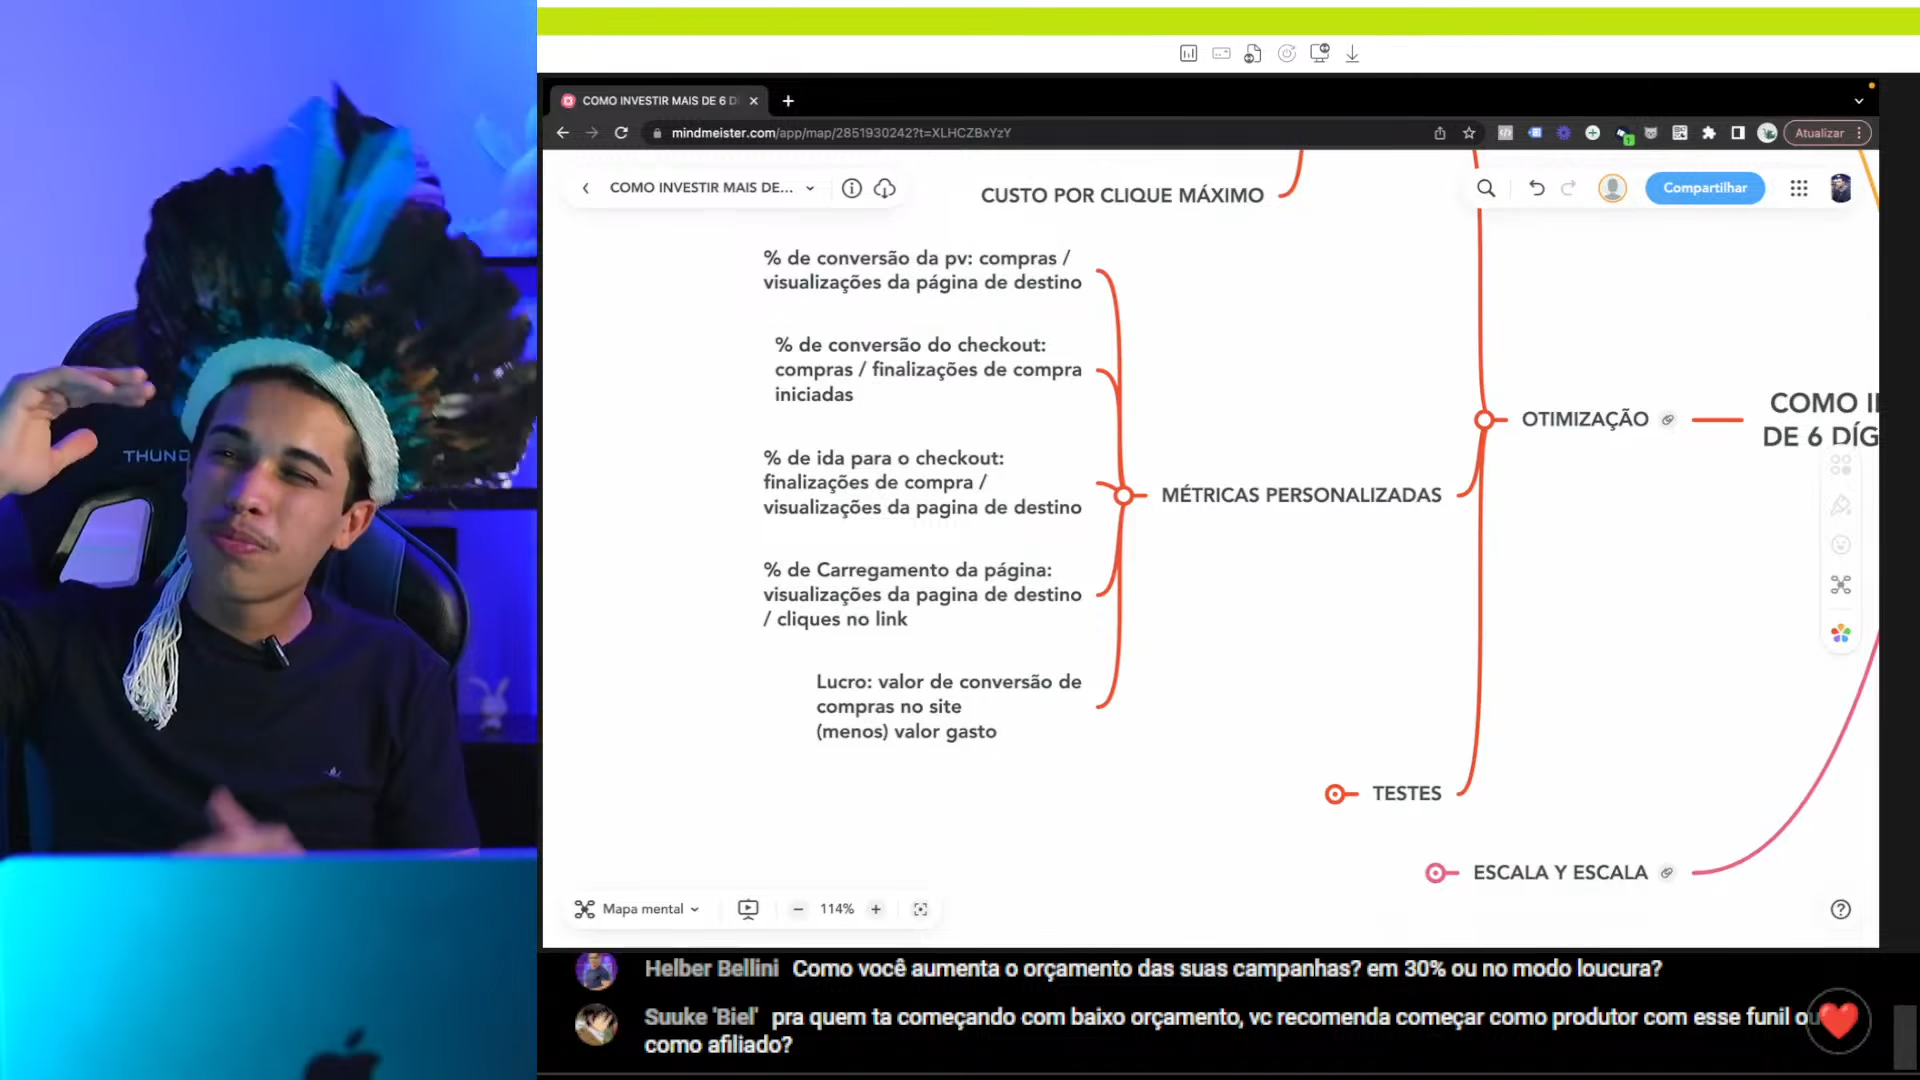 THUND
COMO INVESTIR MAIS DE 6 D
mindmeister.com/app/map/2851930242?t=XLHCZBxYzY
Atualizar
COMO INVESTIR MAIS DE...
Compartilhar
CUSTO POR CLIQUE MÁXIMO
% de conversão da pv: compras /
visualizações da página de destino
% de conversão do checkout:
compras / finalizações de compra
iniciadas
% de ida para o checkout:
finalizações de compra /
visualizações da pagina de destino
% de Carregamento da página:
visualizações da pagina de destino
/ cliques no link
Lucro: valor de conversão de
compras no site
(menos) valor gasto
MÉTRICAS PERSONALIZADAS
OTIMIZAÇÃO
COMO I
DE 6 DÍG
TESTES
ESCALA Y ESCALA
Mapa mental
114%
Helber Bellini Como você aumenta o orçamento das suas campanhas? em 30% ou no modo loucura?
Suuke 'Biel' pra quem ta começando com baixo orçamento, vc recomenda começar como produtor com esse funil ou
como afiliado?